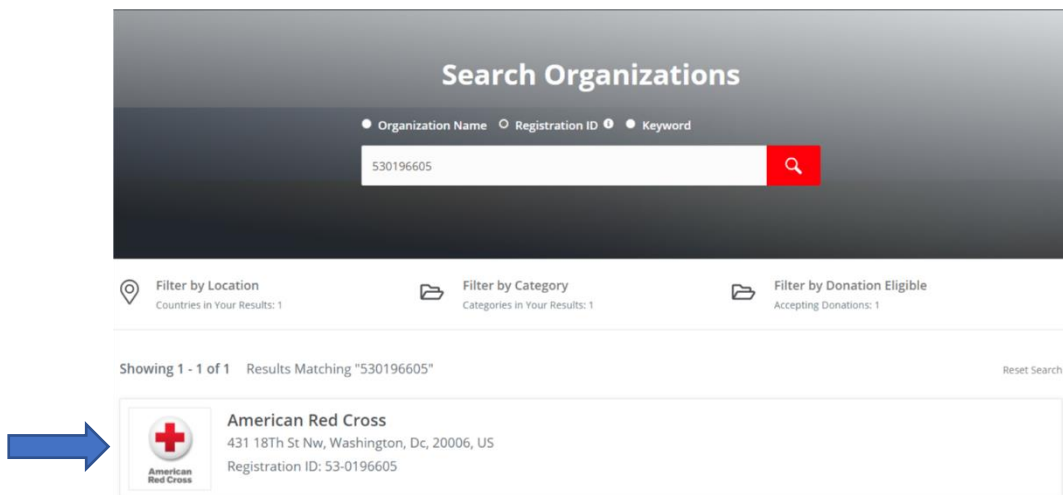 Search Organizations
Organization Name Registration ID Keyword
530196605
Filter by Location
Countries in Your Results: 1
Filter by Category
Categories in Your Results: 1
Filter by Donation Eligible
Accepting Donations: 1
Showing 1 - 1 of 1 Results Matching "530196605"
Reset Search
American Red Cross
431 18Th St Nw, Washington, Dc, 20006, US
Registration ID: 53-0196605
American
Red Cross